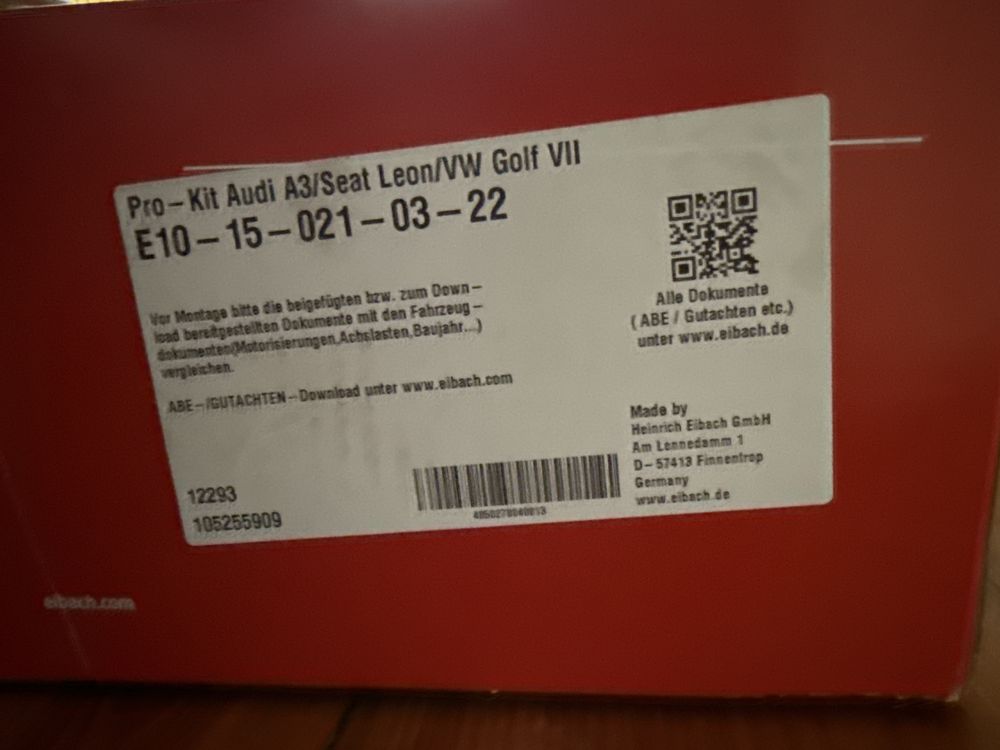 Pro-Kit Audi A3/Seat Leon/VW Golf VII
E10-15-021-03-22
Vor Montage bitte die beigefügten bzw. zum Down-
load bereitgestellten Dokumente mit den Fahrzeug-
dokumenten(Motorisierungen,Achslasten,Baujahr...)
vergleichen.
ABE-/GUTACHTEN-Download unter www.eibach.com
12293
105255909
Alle Dokumente
(ABE / Gutachten etc.)
unter www.eibach.de
Made by
Heinrich Eibach GmbH
Am Lennedamm 1
D-57413 Finnentrop
Germany
www.eibach.de
eibach.com